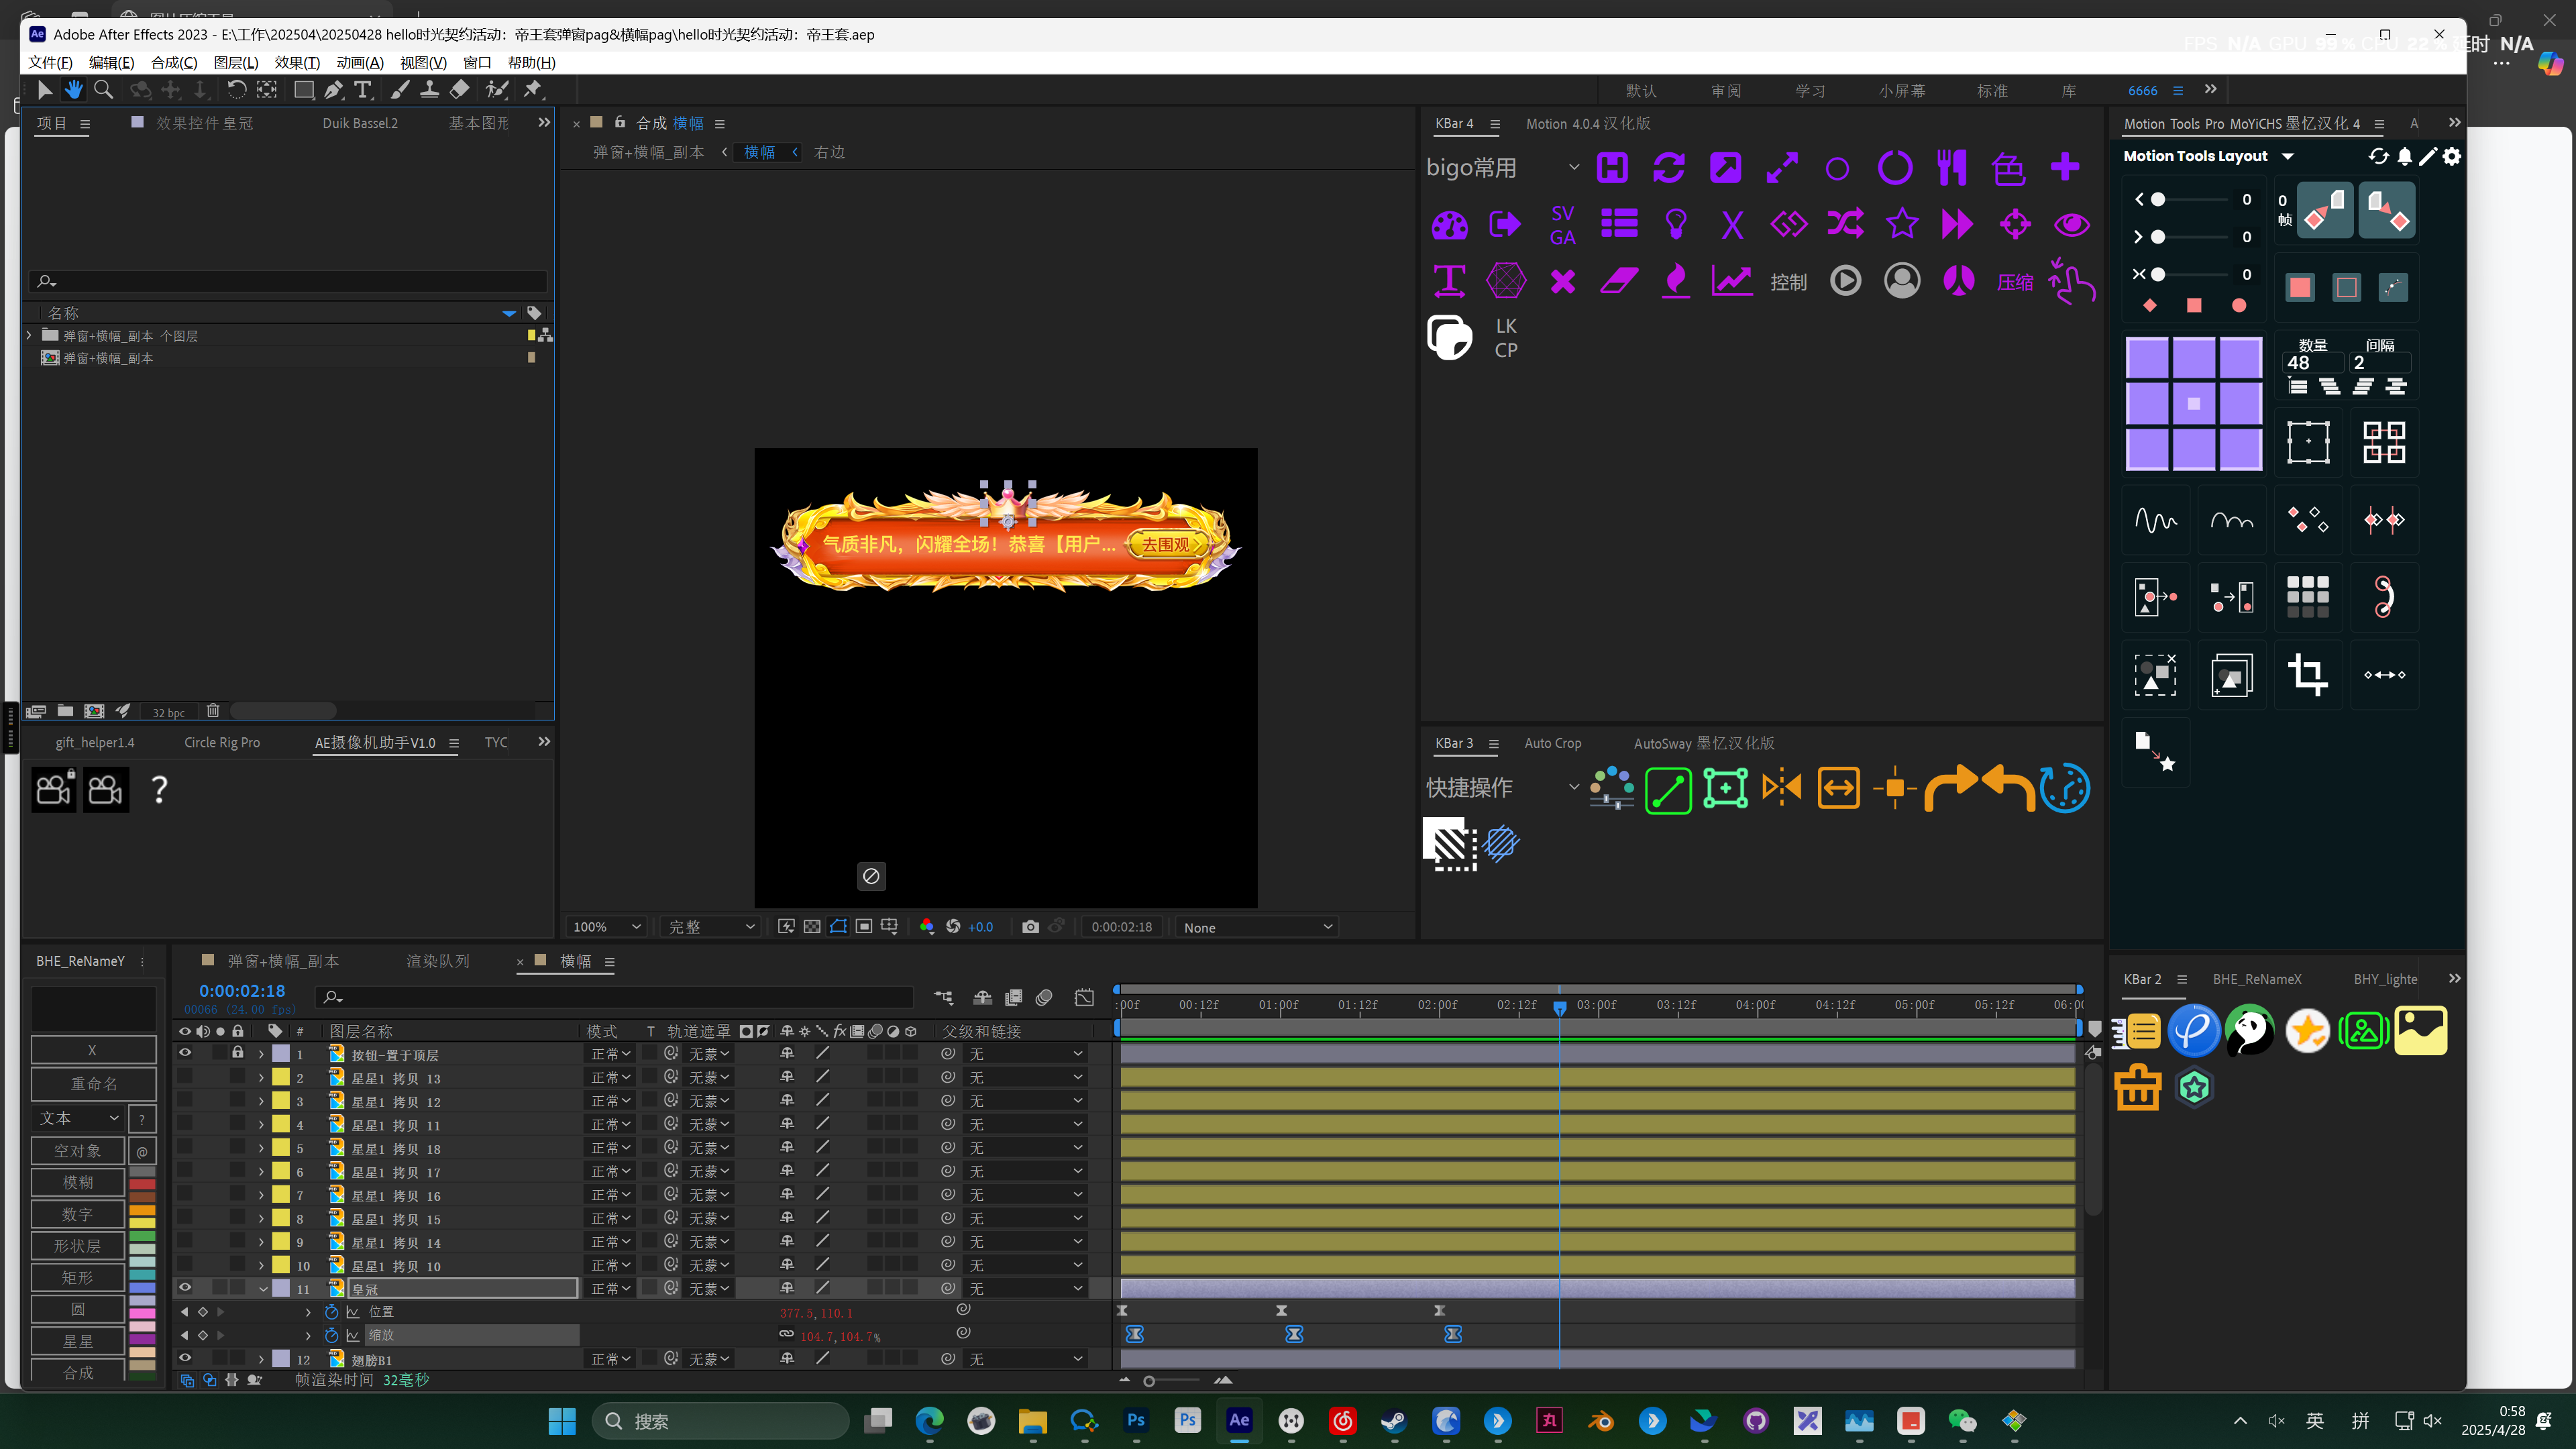 Adobe After Effects 2023 - E:\工作\202504\20250428 hello时光契约活动：帝王套弹窗pag&横幅pag\hello时光契约活动：帝王套.aep
FPS N/A GPU 99 % CPU 22 % 延时 N/A
文件(F) 编辑(E) 合成(C) 图层(L) 效果(T) 动画(A) 视图(V) 窗口 帮助(H)
默认 审阅 学习 小屏幕 标准 库 6666
项目 效果控件 皇冠 Duik Bassel.2 基本图形
合成 横幅
弹窗+横幅_副本 横幅 右边
名称
弹窗+横幅_副本 个图层
弹窗+横幅_副本
32 bpc
气质非凡，闪耀全场！恭喜【用户... 去围观
100% 完整 +0.0 0:00:02:18 None
gift_helper1.4 Circle Rig Pro AE摄像机助手V1.0 TYC
?
KBar 4 Motion 4.0.4 汉化版
bigo常用
色
SV
GA
X
控制
压缩
LK
CP
KBar 3 Auto Crop AutoSway 墨忆汉化版
快捷操作
Motion Tools Pro MoYiCHS 墨忆汉化 4 A
Motion Tools Layout
0
0
0
0
帧
数量 间隔
48 2
KBar 2 BHE_ReNameX BHY_lighte
BHE_ReNameY
X
重命名
文本 ?
空对象 @
模糊
数字
形状层
矩形
圆
星星
合成
弹窗+横幅_副本 渲染队列 横幅
0:00:02:18
00066 (24.00 fps)
:00f 00:12f 01:00f 01:12f 02:00f 02:12f 03:00f 03:12f 04:00f 04:12f 05:00f 05:12f 06:0
# 图层名称 模式 T 轨道遮罩 fx 父级和链接
1 按钮-置于顶层 正常 无蒙 无
2 星星1 拷贝 13 正常 无蒙 无
3 星星1 拷贝 12 正常 无蒙 无
4 星星1 拷贝 11 正常 无蒙 无
5 星星1 拷贝 18 正常 无蒙 无
6 星星1 拷贝 17 正常 无蒙 无
7 星星1 拷贝 16 正常 无蒙 无
8 星星1 拷贝 15 正常 无蒙 无
9 星星1 拷贝 14 正常 无蒙 无
10 星星1 拷贝 10 正常 无蒙 无
11 皇冠 正常 无蒙 无
位置 377.5,110.1
缩放 104.7,104.7%
12 翅膀B1 正常 无蒙 无
帧渲染时间 32毫秒
搜索
Ps Ps Ae
英 拼
0:58
2025/4/28